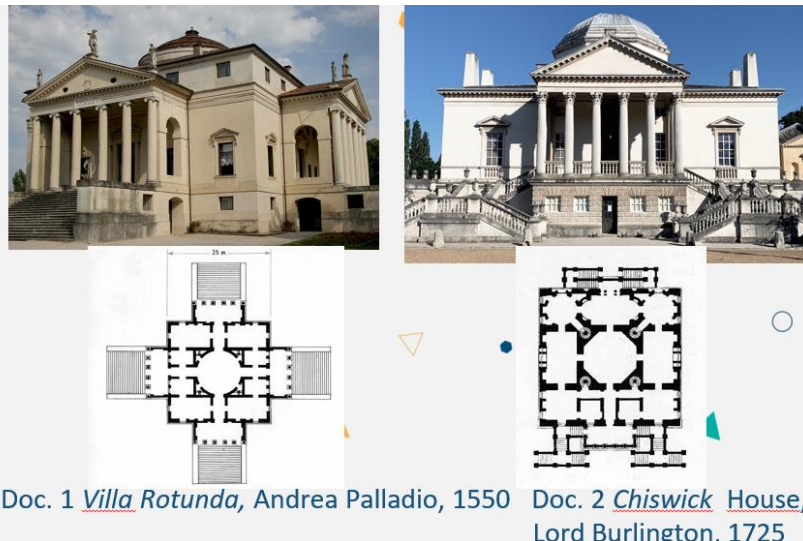 25 m.
Doc. 1 Villa Rotunda, Andrea Palladio, 1550
Doc. 2 Chiswick House,
Lord Burlington, 1725